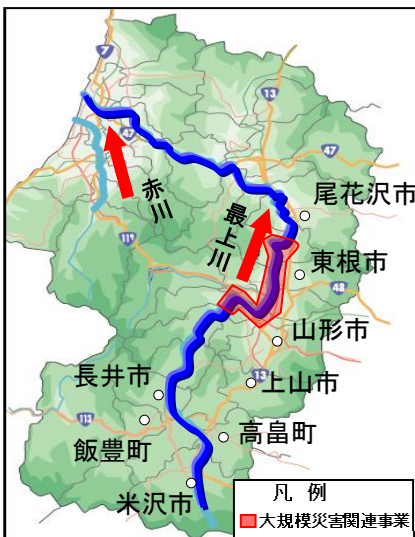 7
13
47
47
尾花沢市
赤川
最上川
東根市
119
48
山形市
長井市
13
上山市
113
飯豊町
高畠町
米沢市
凡 例
大規模災害関連事業